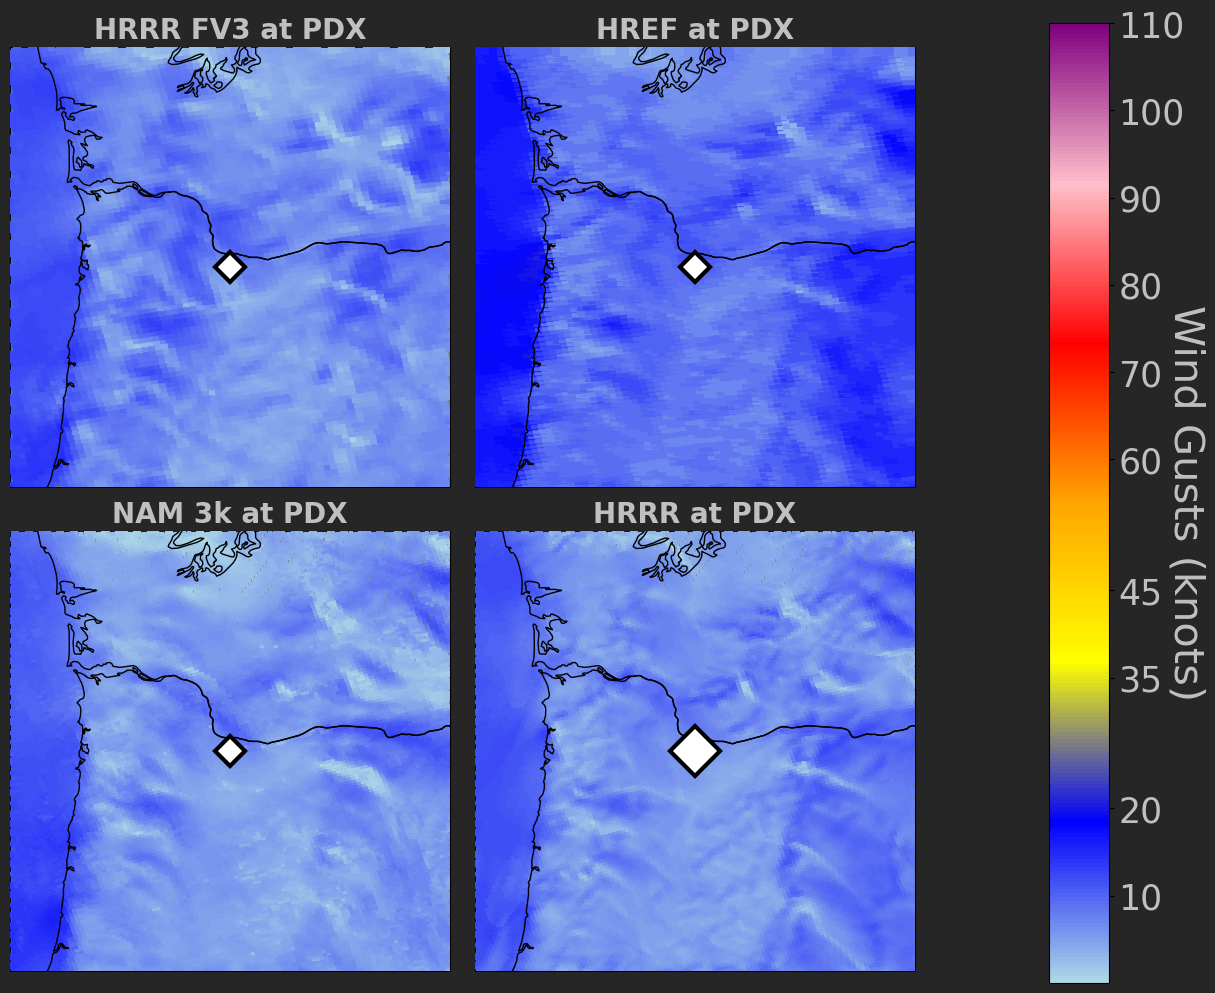 HRRR FV3 at PDX
HREF at PDX
NAM 3k at PDX
HRRR at PDX
110
100
90
80
70
60
45
35
20
10
Wind Gusts (knots)